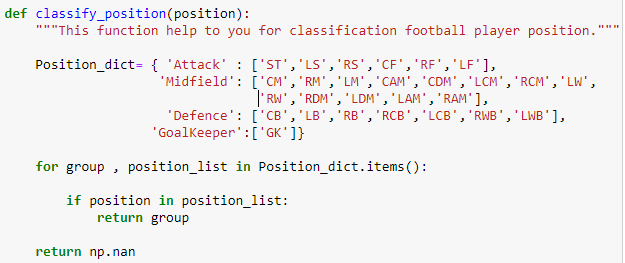 def classify_position(position):
    """This function help to you for classification football player position."""
    Position_dict= { 'Attack' : ['ST','LS','RS','CF','RF','LF'],
                    'Midfield': ['CM','RM','LM','CAM','CDM','LCM','RCM','LW',
                                 'RW','RDM','LDM','LAM','RAM'],
                     'Defence': ['CB','LB','RB','RCB','LCB','RWB','LWB'],
                   'GoalKeeper':['GK']}
    for group , position_list in Position_dict.items():
        if position in position_list:
            return group
    return np.nan